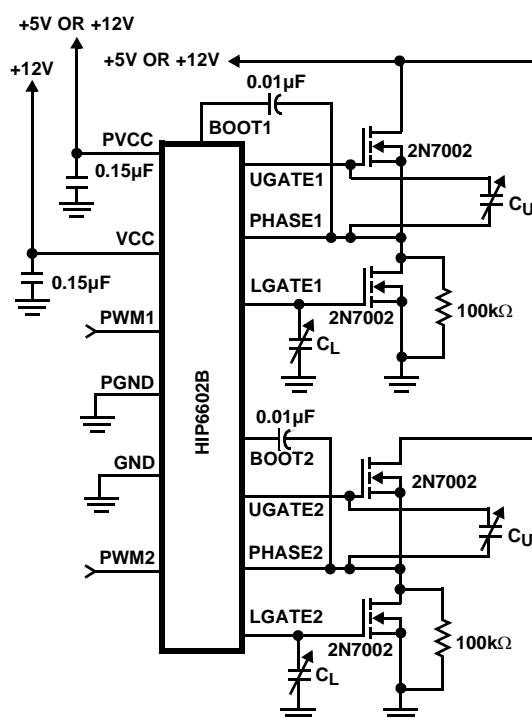 +5V OR +12V
+12V
+5V OR +12V
0.01µF
BOOT1
PVCC
2N7002
0.15µF
UGATE1
CU
PHASE1
VCC
0.15µF
LGATE1
2N7002
100kΩ
PWM1
CL
PGND
HIP6602B
0.01µF
GND
BOOT2
2N7002
UGATE2
CU
PHASE2
PWM2
LGATE2
2N7002
100kΩ
CL